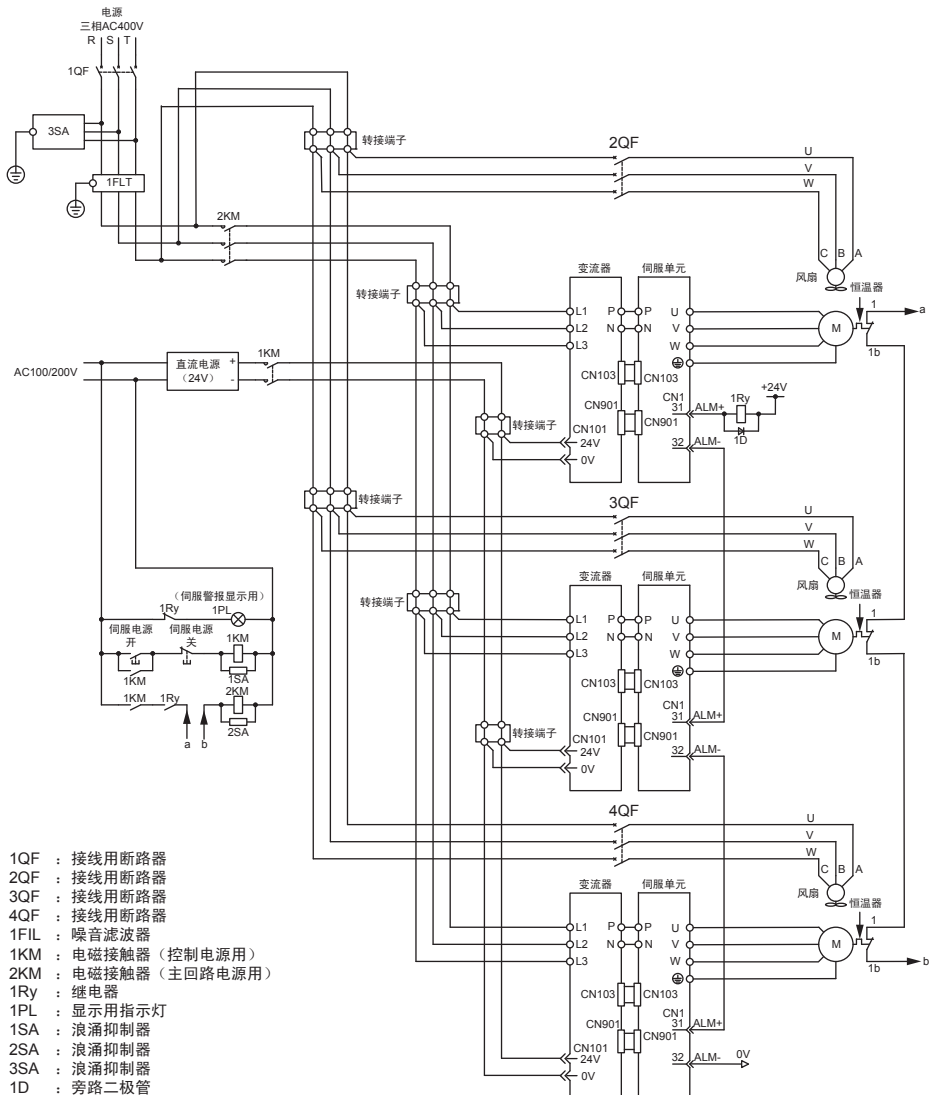 电源
三相AC400V
R S T
1QF
3SA
1FLT
2KM
转接端子
2QF
U
V
W
C B A
风扇
恒温器
变流器 伺服单元
转接端子
L1 P P U
L2 N N V
L3 W
M
1
a
1b
CN103 CN103
CN901 CN901
CN1
31 ALM+
1Ry
+24V
1D
32 ALM-
CN101
24V
0V
转接端子
AC100/200V
直流电源
(24V)
+
-
1KM
转接端子
3QF
U
V
W
C B A
风扇
恒温器
变流器 伺服单元
转接端子
L1 P P U
L2 N N V
L3 W
M
1
1b
CN103 CN103
CN901 CN901
CN1
31 ALM+
32 ALM-
CN101
24V
0V
转接端子
(伺服警报显示用)
1Ry 1PL
伺服电源
开
伺服电源
关
1KM
1KM
1SA
1KM 1Ry
2KM
2SA
a b
4QF
U
V
W
C B A
风扇
恒温器
变流器 伺服单元
L1 P P U
L2 N N V
L3 W
M
1
1b
b
CN103 CN103
CN901 CN901
CN1
31 ALM+
32 ALM- 0V
CN101
24V
0V
1QF : 接线用断路器
2QF : 接线用断路器
3QF : 接线用断路器
4QF : 接线用断路器
1FIL : 噪音滤波器
1KM : 电磁接触器(控制电源用)
2KM : 电磁接触器(主回路电源用)
1Ry : 继电器
1PL : 显示用指示灯
1SA : 浪涌抑制器
2SA : 浪涌抑制器
3SA : 浪涌抑制器
1D : 旁路二极管